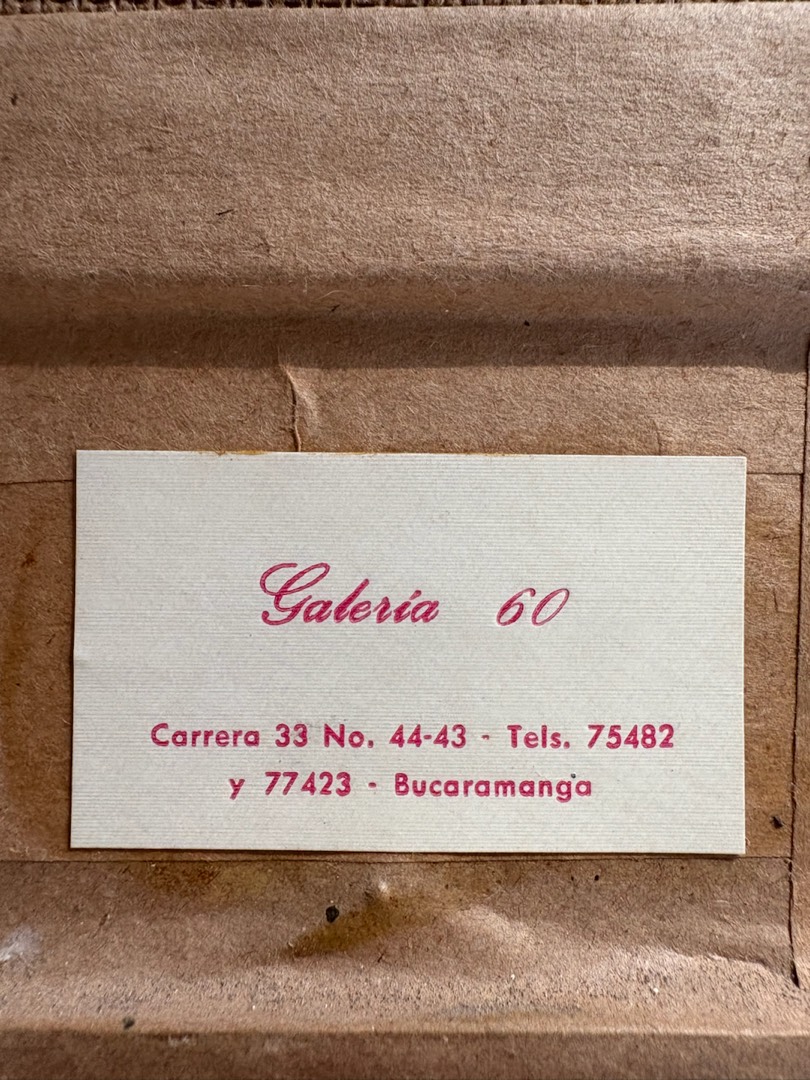 Galería 60
Carrera 33 No. 44-43 - Tels. 75482
y 77423 - Bucaramanga